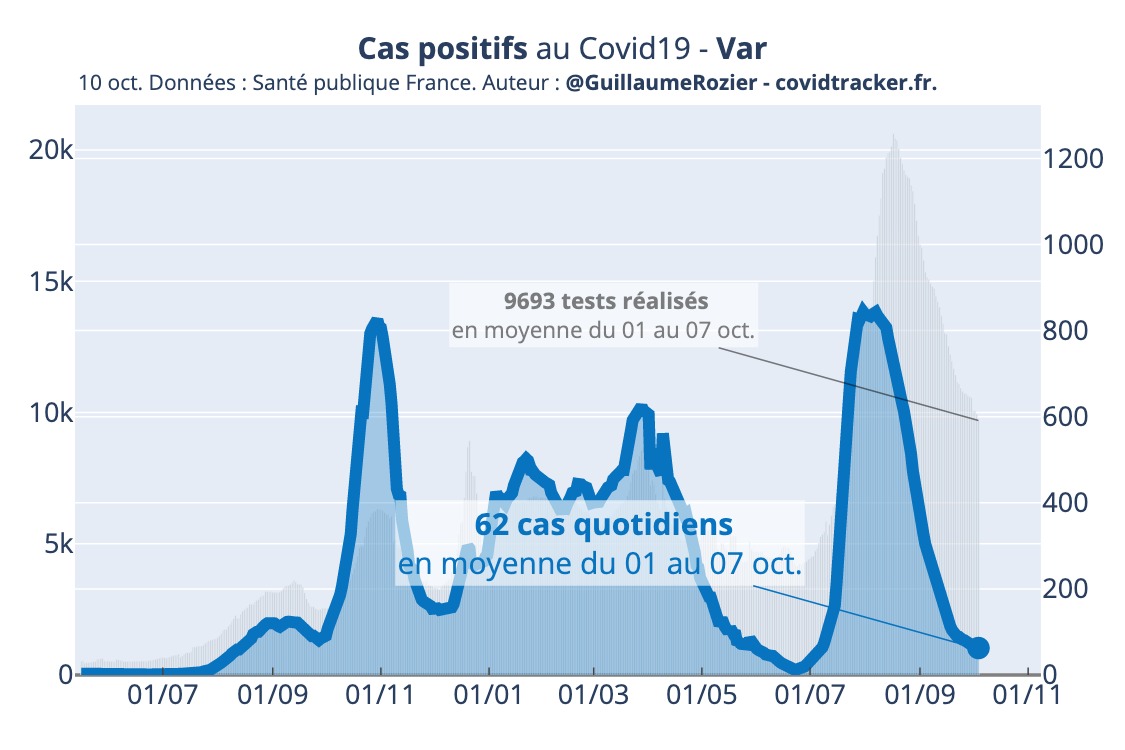 Cas positifs au Covid19 - Var
10 oct. Données : Santé publique France. Auteur : @GuillaumeRozier - covidtracker.fr.
20k
15k
10k
5k
0
1200
1000
800
600
400
200
0
9693 tests réalisés
en moyenne du 01 au 07 oct.
62 cas quotidiens
en moyenne du 01 au 07 oct.
01/07 01/09 01/11 01/01 01/03 01/05 01/07 01/09 01/11